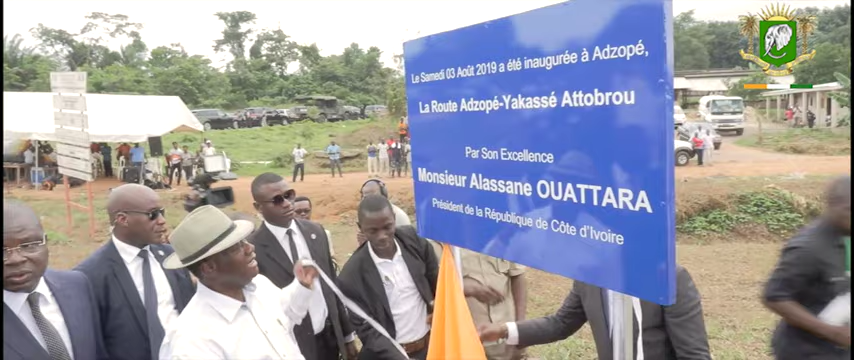 Le Samedi 03 Août 2019 a été inaugurée à Adzopé,
La Route Adzopé-Yakassé Attobrou
Par Son Excellence
Monsieur Alassane OUATTARA
Président de la République de Côte d'Ivoire